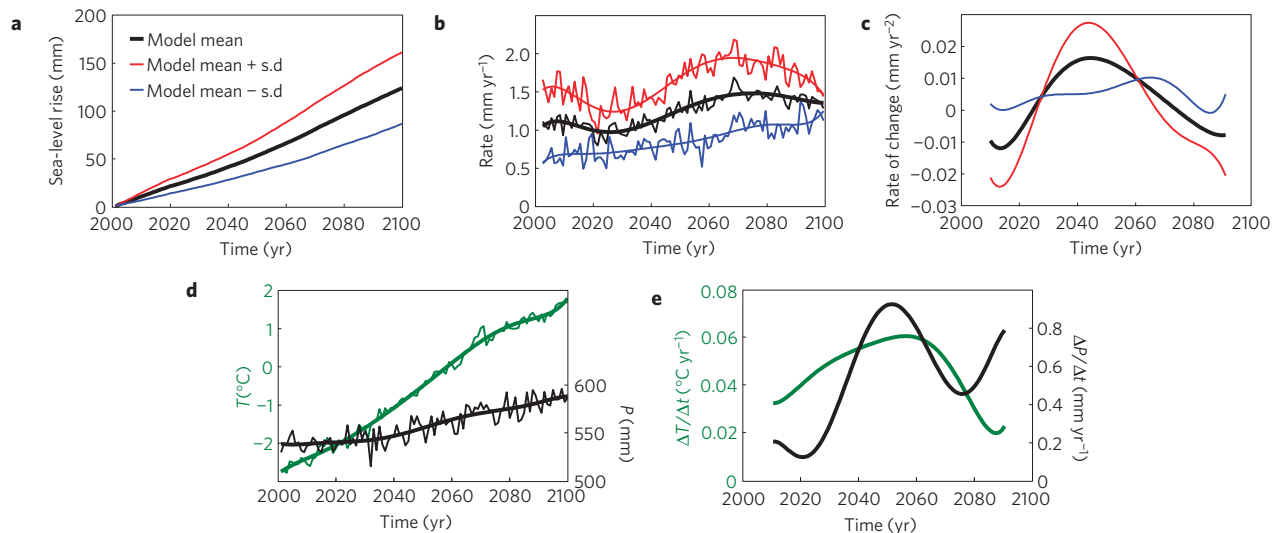 a
Sea-level rise (mm)
200
150
100
50
0
Model mean
Model mean + s.d
Model mean − s.d
2000 2020 2040 2060 2080 2100
Time (yr)
b
Rate (mm yr⁻¹)
2.0
1.5
1.0
0.5
0
2000 2020 2040 2060 2080 2100
Time (yr)
c
Rate of change (mm yr⁻²)
0.02
0.01
0
−0.01
−0.02
−0.03
2000 2020 2040 2060 2080 2100
Time (yr)
d
T(°C)
2
1
0
−1
−2
600
550
500
P (mm)
2000 2020 2040 2060 2080 2100
Time (yr)
e
ΔT/Δt (°C yr⁻¹)
0.08
0.06
0.04
0.02
0
0.8
0.6
0.4
0.2
0
ΔP/Δt (mm yr⁻¹)
2000 2020 2040 2060 2080 2100
Time (yr)